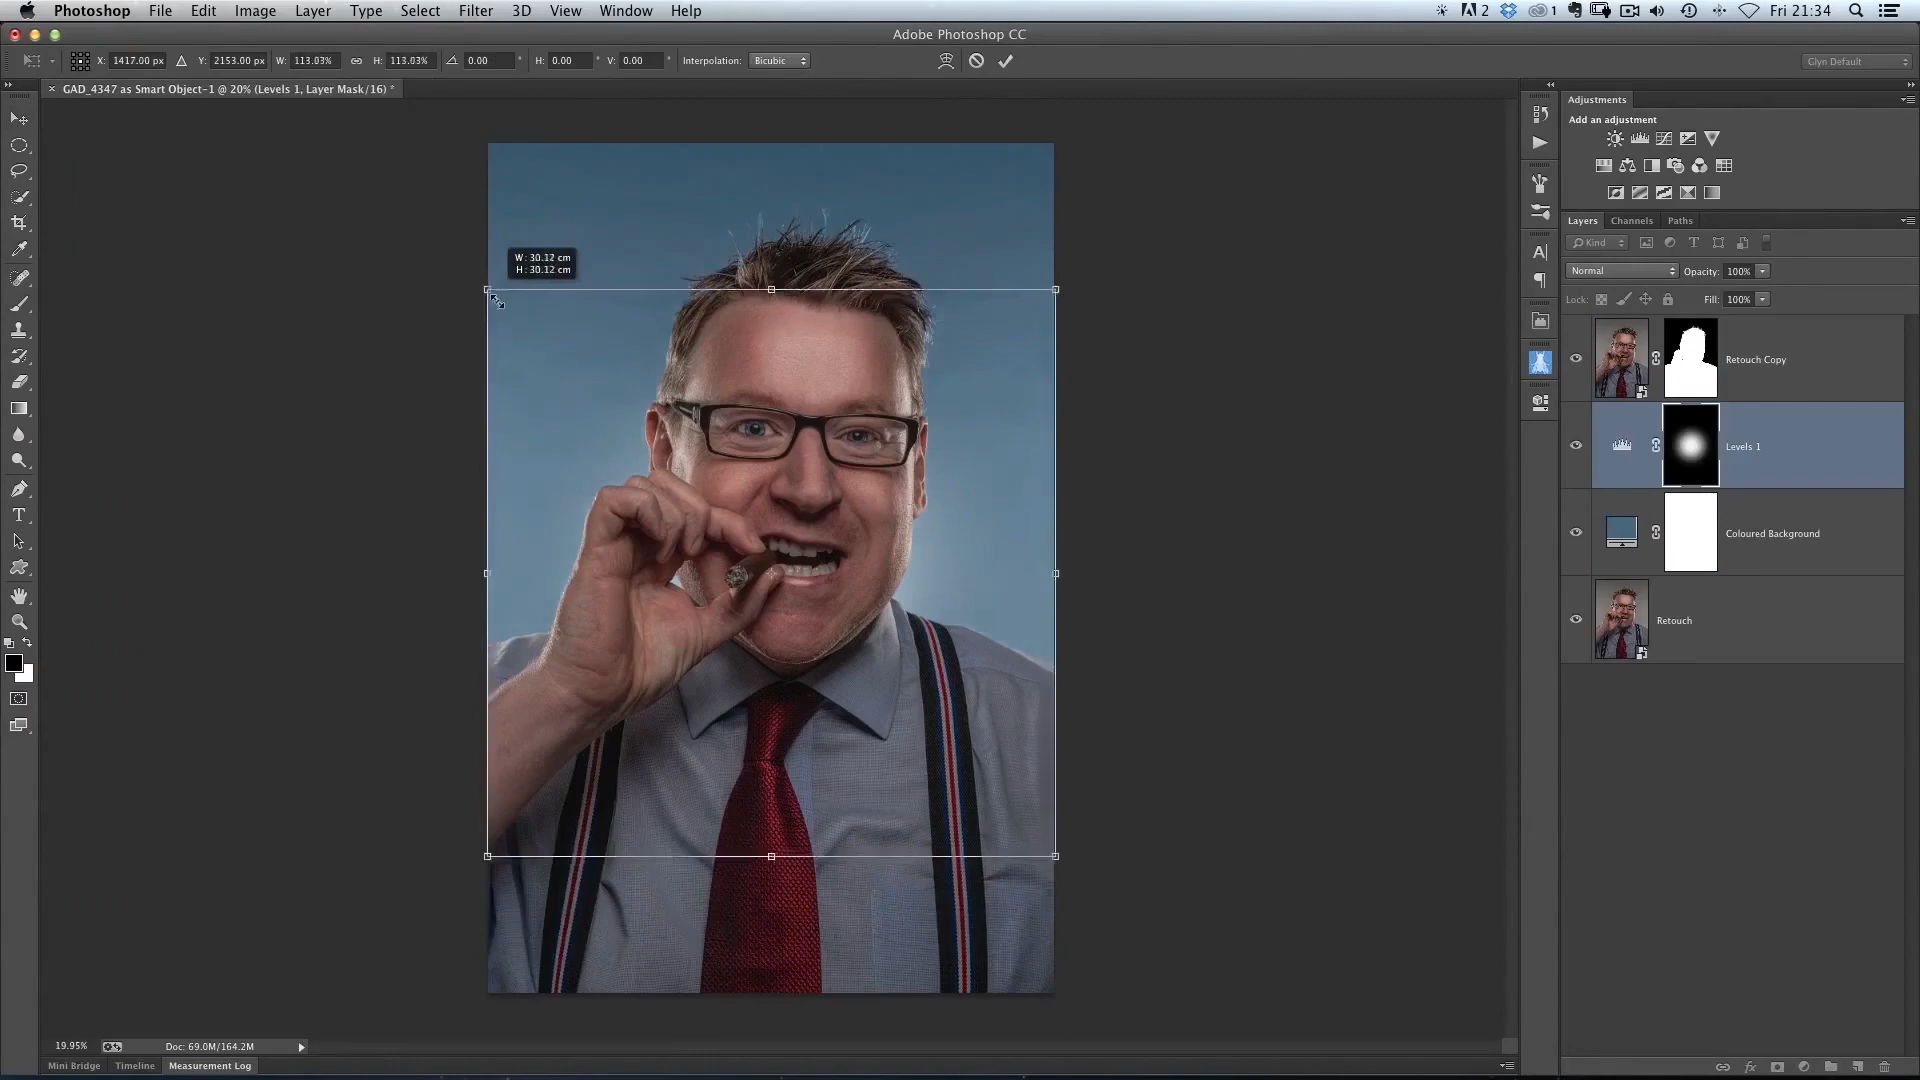 Photoshop File Edit Image Layer Type Select Filter 3D View Window Help
2 1 Fri 21:34
Adobe Photoshop CC
X: 1417.00 px Y: 2153.00 px W: 113.03% H: 113.03% 0.00 ° H: 0.00 ° V: 0.00 ° Interpolation: Bicubic Glyn Default
× GAD_4347 as Smart Object-1 @ 20% (Levels 1, Layer Mask/16) *
Adjustments
Add an adjustment
Layers Channels Paths
Kind
Normal Opacity: 100%
Lock: Fill: 100%
W: 30.12 cm
H: 30.12 cm
Retouch Copy
Levels 1
Coloured Background
Retouch
19.95% Doc: 69.0M/164.2M
Mini Bridge Timeline Measurement Log